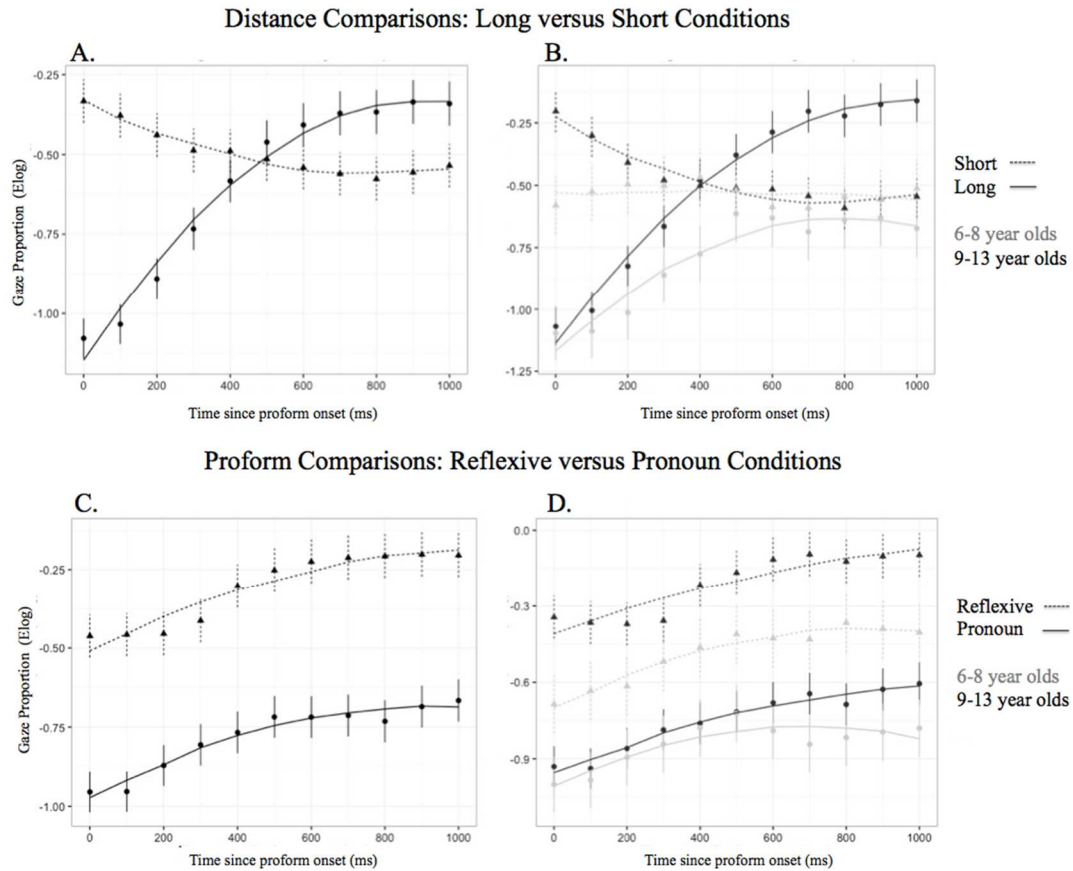 Distance Comparisons: Long versus Short Conditions
A.
B.
Gaze Proportion (Elog)
-0.25
-0.50
-0.75
-1.00
0 200 400 600 800 1000
Time since proform onset (ms)
-0.25
-0.50
-0.75
-1.00
-1.25
0 200 400 600 800 1000
Time since proform onset (ms)
Short
Long
6-8 year olds
9-13 year olds
Proform Comparisons: Reflexive versus Pronoun Conditions
C.
D.
Gaze Proportion (Elog)
-0.25
-0.50
-0.75
-1.00
0 200 400 600 800 1000
Time since proform onset (ms)
0.0
-0.3
-0.6
-0.9
0 200 400 600 800 1000
Time since proform onset (ms)
Reflexive
Pronoun
6-8 year olds
9-13 year olds